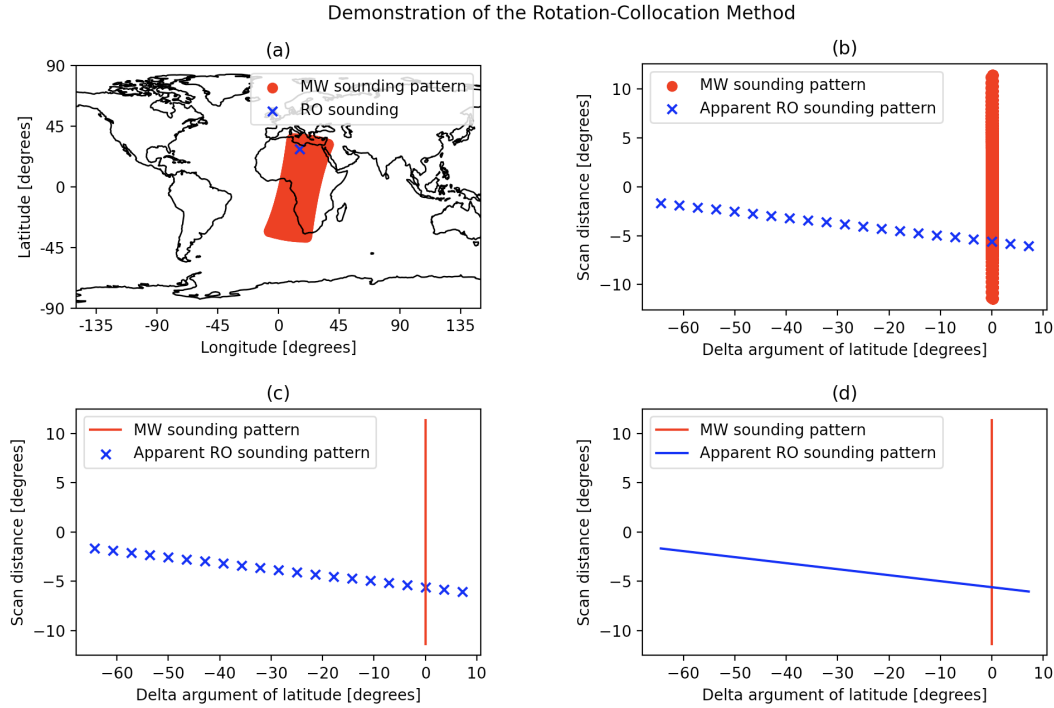 Demonstration of the Rotation-Collocation Method
(a)
MW sounding pattern
RO sounding
90
45
0
-45
-90
Latitude [degrees]
-135 -90 -45 0 45 90 135
Longitude [degrees]
(b)
MW sounding pattern
Apparent RO sounding pattern
10
5
0
−5
−10
Scan distance [degrees]
−60 −50 −40 −30 −20 −10 0 10
Delta argument of latitude [degrees]
(c)
MW sounding pattern
Apparent RO sounding pattern
10
5
0
−5
−10
Scan distance [degrees]
−60 −50 −40 −30 −20 −10 0 10
Delta argument of latitude [degrees]
(d)
MW sounding pattern
Apparent RO sounding pattern
10
5
0
−5
−10
Scan distance [degrees]
−60 −50 −40 −30 −20 −10 0 10
Delta argument of latitude [degrees]